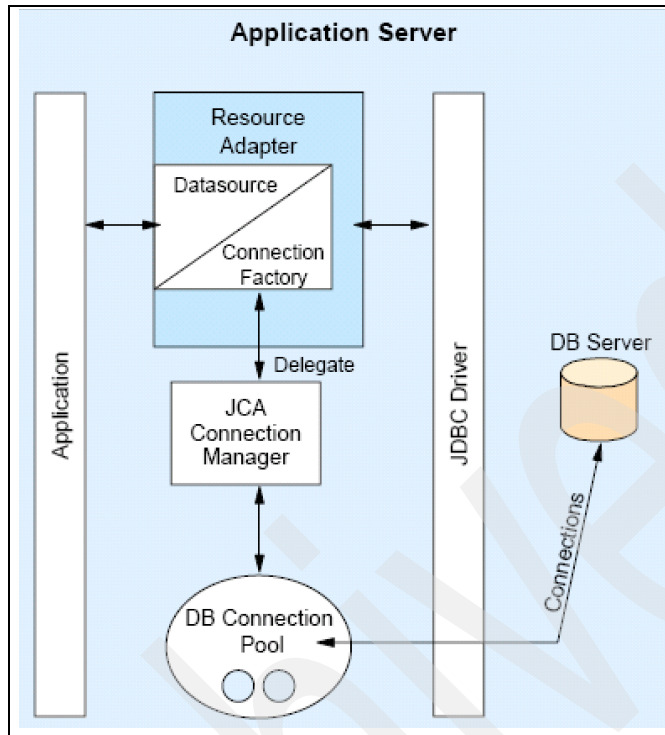 Application Server
Resource
Adapter
Datasource
Connection
Factory
Delegate
JCA
Connection
Manager
DB Connection
Pool
Application
JDBC Driver
DB Server
Connections